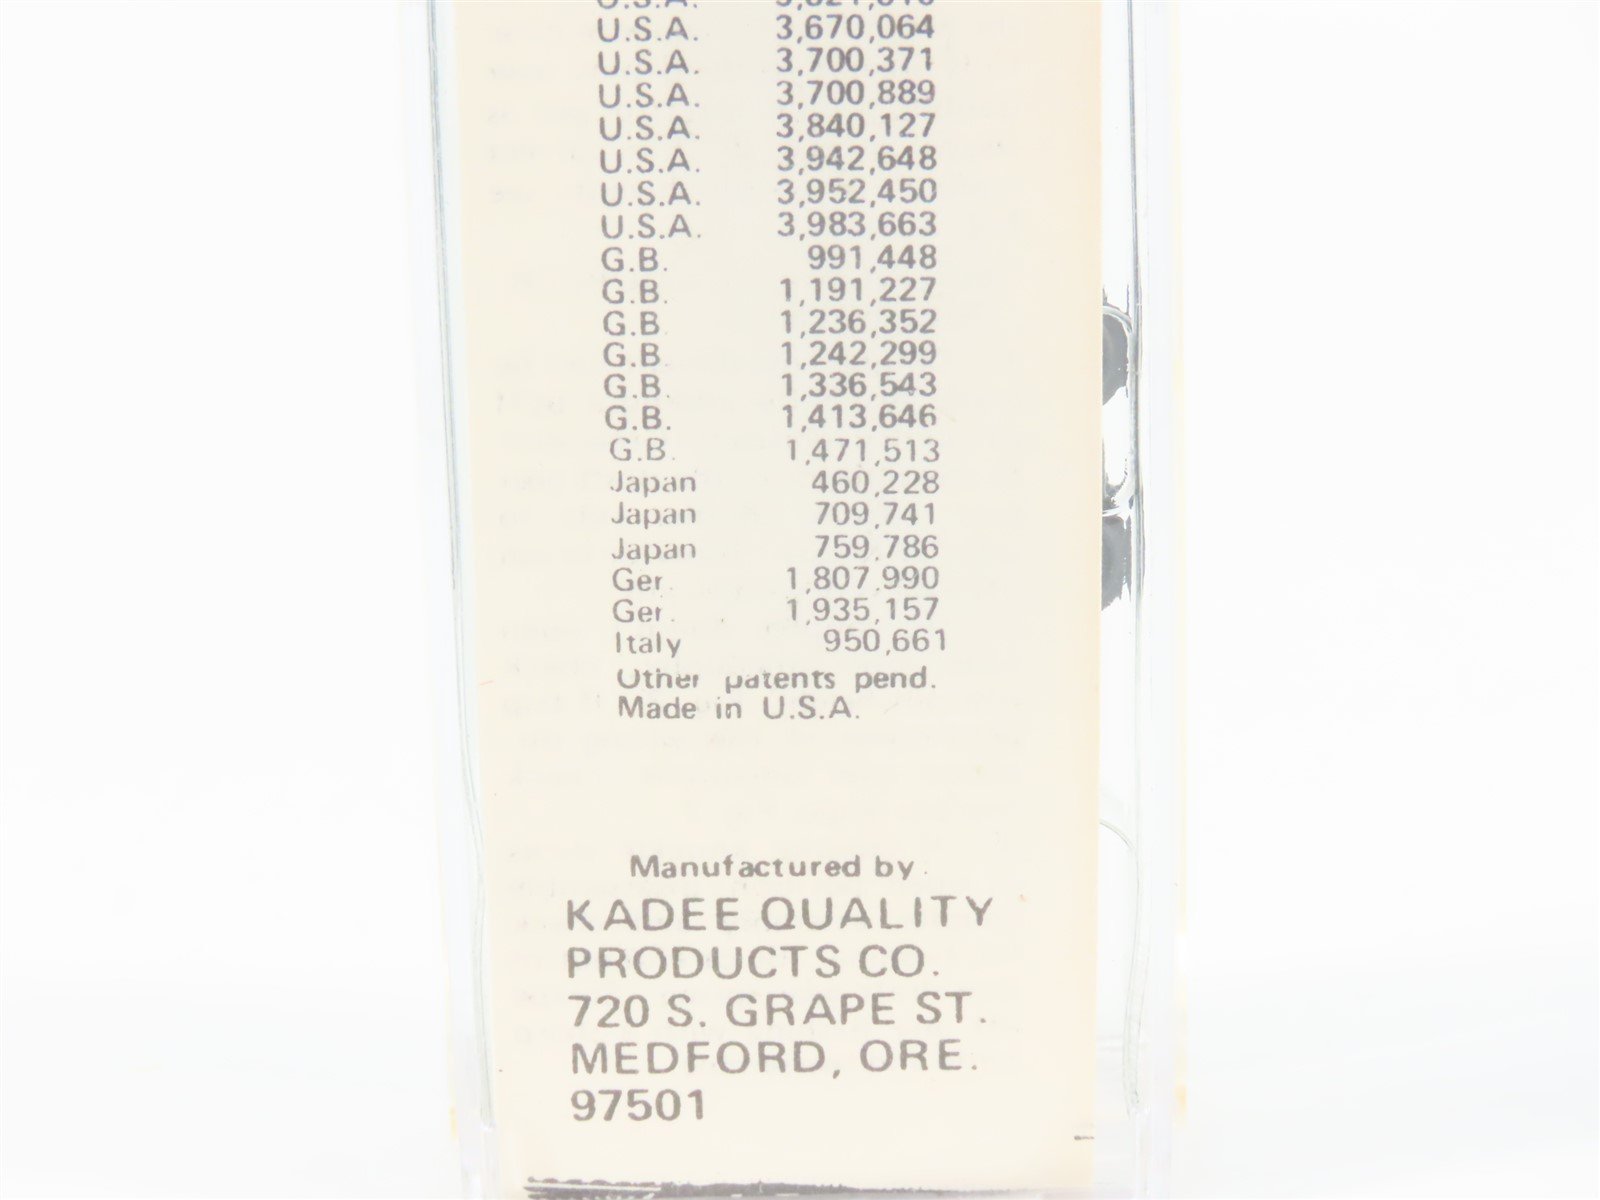 U.S.A. 3,670,064
U.S.A. 3,700,371
U.S.A. 3,700,889
U.S.A. 3,840,127
U.S.A. 3,942,648
U.S.A. 3,952,450
U.S.A. 3,983,663
G.B. 991,448
G.B. 1,191,227
G.B. 1,236,352
G.B. 1,242,299
G.B. 1,336,543
G.B. 1,413,646
G.B. 1,471,513
Japan 460,228
Japan 709,741
Japan 759,786
Ger. 1,807,990
Ger. 1,935,157
Italy 950,661
Other patents pend.
Made in U.S.A.
Manufactured by
KADEE QUALITY
PRODUCTS CO.
720 S. GRAPE ST.
MEDFORD, ORE.
97501